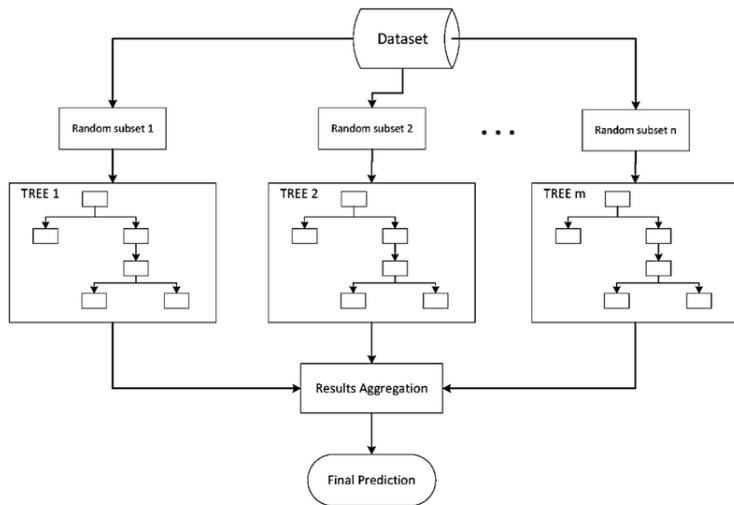 Dataset
Random subset 1
Random subset 2
...
Random subset n
TREE 1
TREE 2
TREE m
Results Aggregation
Final Prediction